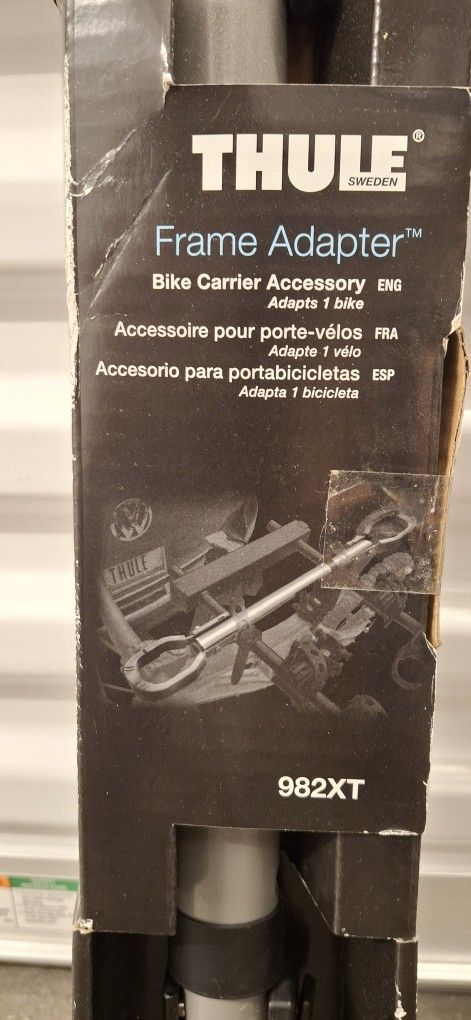 THULE®
SWEDEN
Frame Adapter™
Bike Carrier Accessory ENG
Adapts 1 bike
Accessoire pour porte-vélos FRA
Adapte 1 vélo
Accesorio para portabicicletas ESP
Adapta 1 bicicleta
THULE
982XT